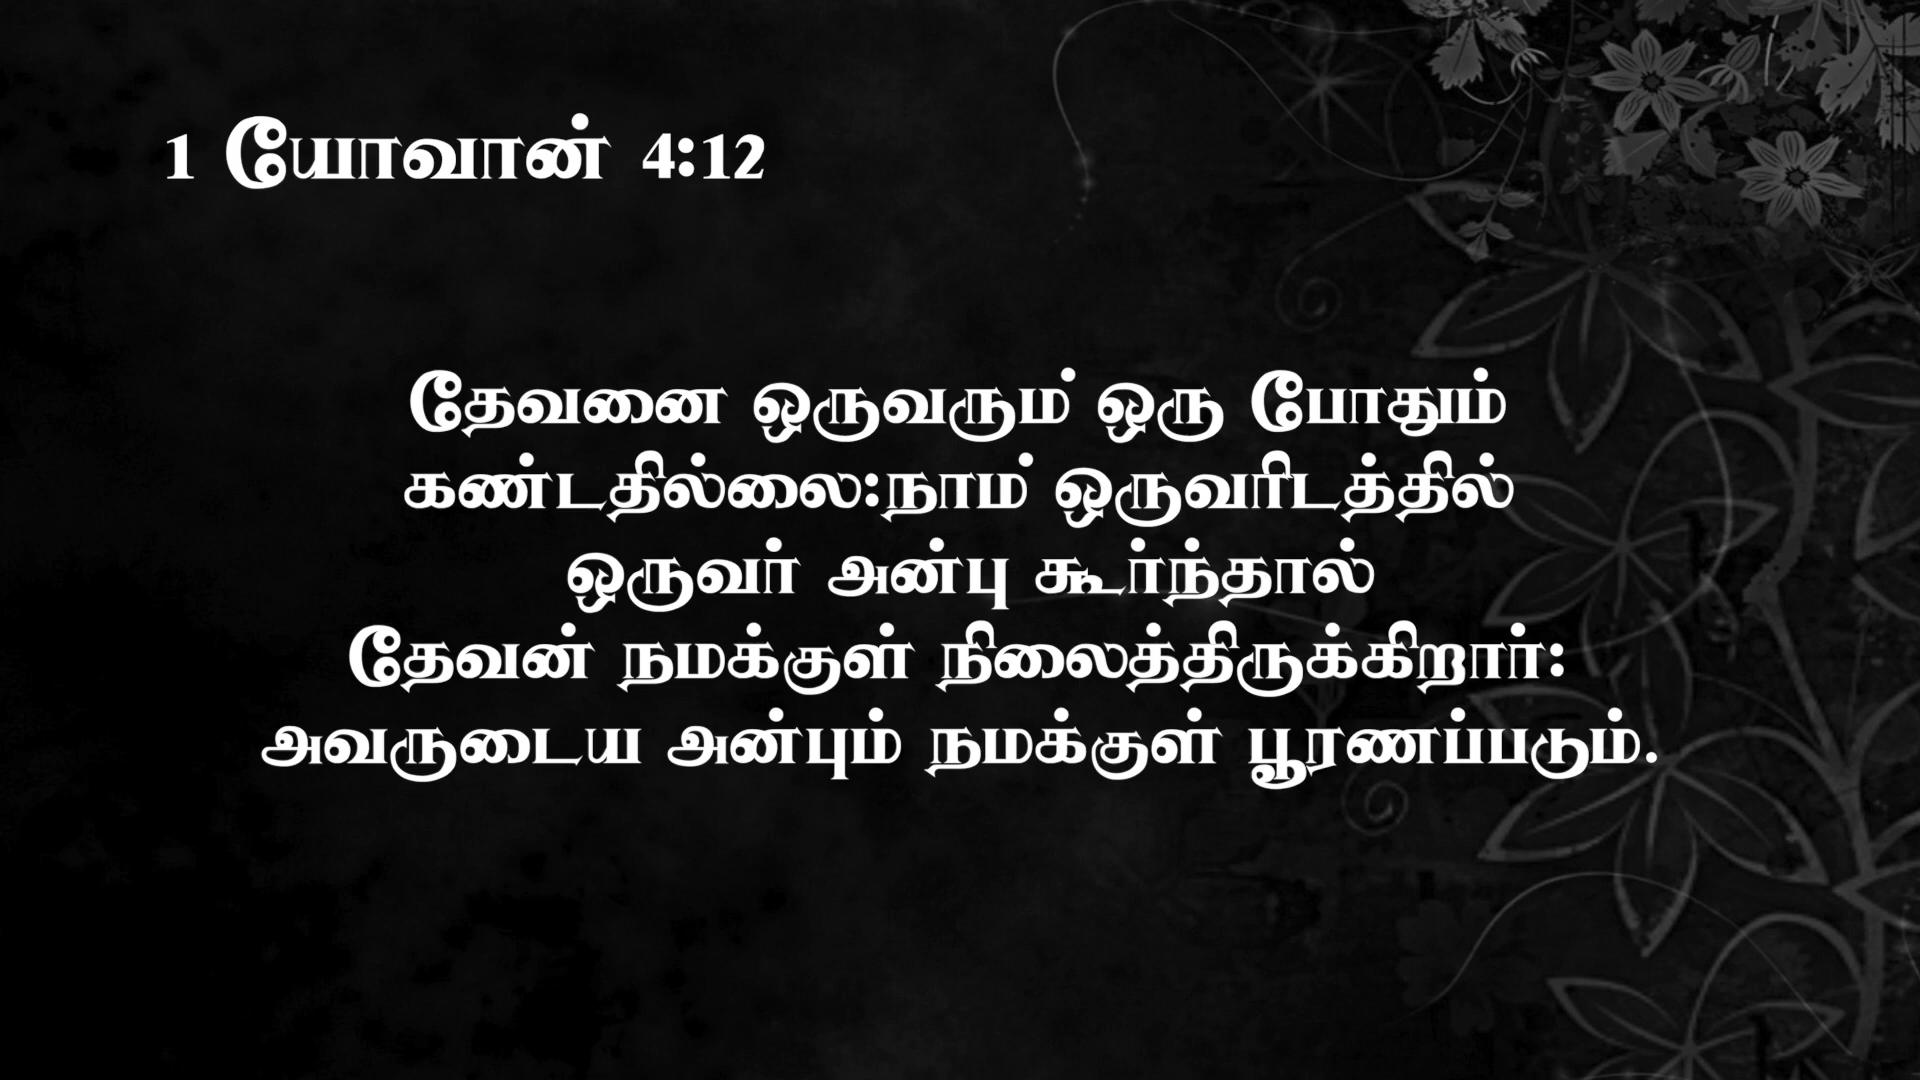 1 யோவான் 4:12
தேவனை ஒருவரும் ஒரு போதும்
கண்டதில்லை:நாம் ஒருவரிடத்தில்
ஒருவர் அன்பு கூர்ந்தால்
தேவன் நமக்குள் நிலைத்திருக்கிறார்:
அவருடைய அன்பும் நமக்குள் பூரணப்படும்.